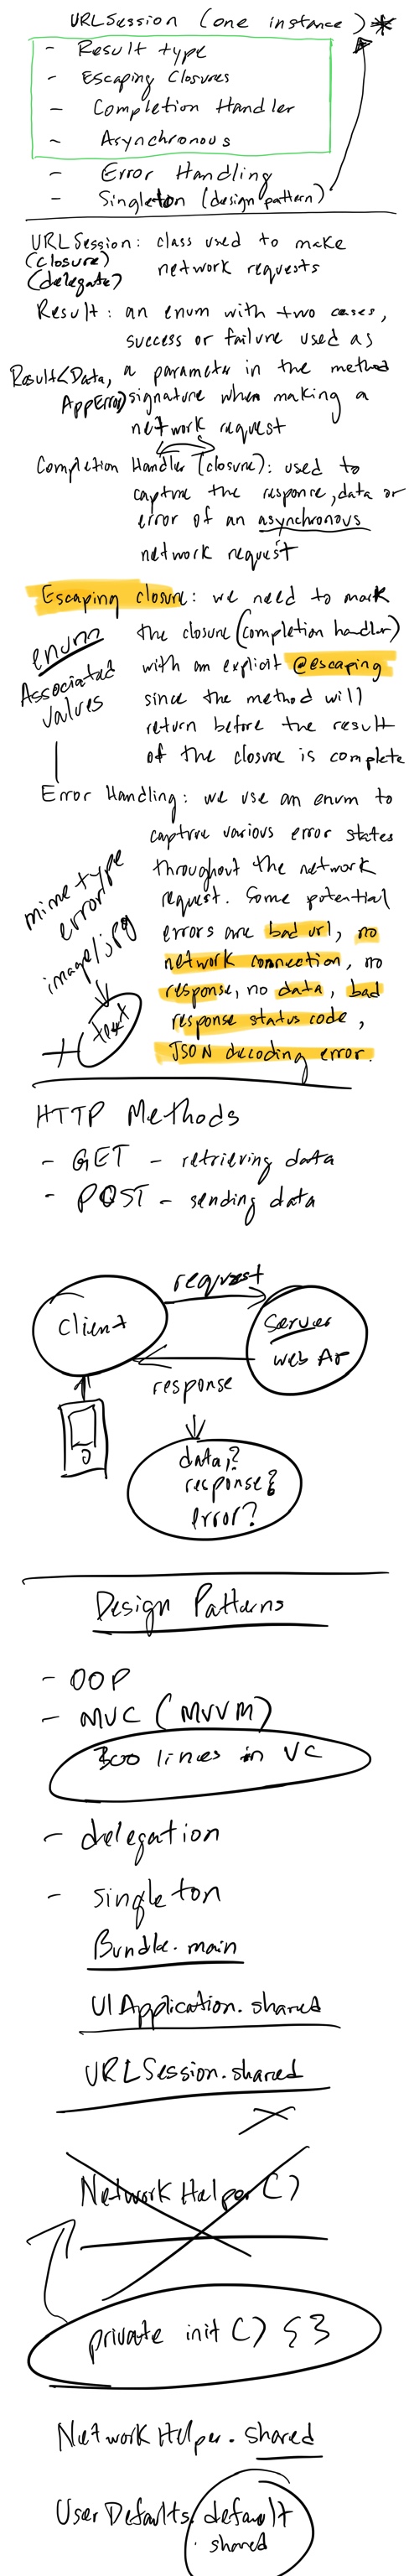 URLSession (one instance) *
- Result type
- Escaping Closures
- Completion Handler
- Asynchronous
- Error Handling
- Singleton (design pattern)
URLSession: class used to make
(closure)
(delegate)
network requests
Result: an enum with two cases,
success or failure used as
Result<Data, a parameter in the method
AppError> signature when making a
network request
Completion Handler (closure): used to
capture the response, data or
error of an asynchronous
network request
Escaping closure: we need to mark
the closure (completion handler)
enum
with an explicit @escaping
Associated
values
since the method will
return before the result
of the closure is complete
Error Handling: we use an enum to
capture various error states
throughout the network
request. Some potential
mime type
error
image/jpg
text
errors are bad url, no
network connection, no
response, no data, bad
response status code,
JSON decoding error.
HTTP Methods
- GET - retrieving data
- POST - sending data
request
Client
Server
web
response
data,?
response?
error?
Design Patterns
- OOP
- MVC (MVVM)
300 lines in VC
- delegation
- singleton
Bundle.main
UIApplication.shared
URLSession.shared
NetworkHelper()
private init() {}
NetworkHelper.shared
UserDefaults.default
.shared